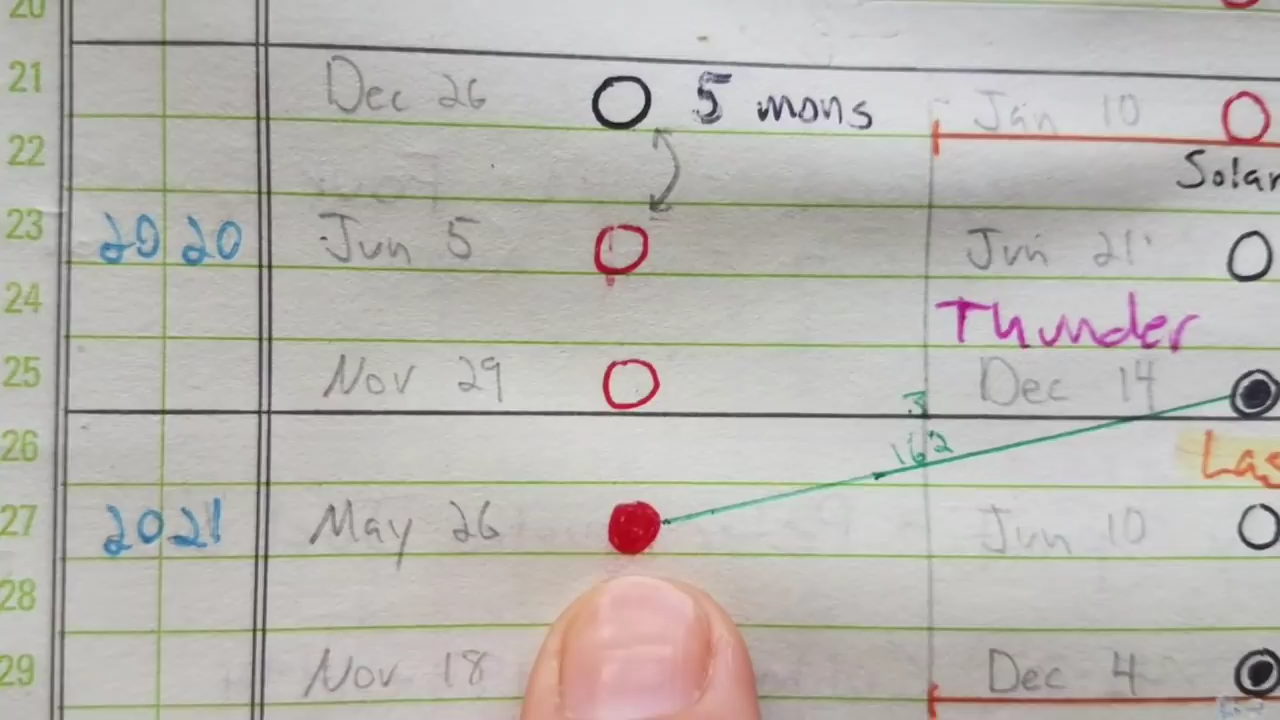 20
21 Dec 26 5 mons Jan 10
22 Solar
23 2020 Jun 5 Jun 21
24 Thunder
25 Nov 29 Dec 14
3
26 162
27 2021 May 26 Jun 10
28
29 Nov 18 Dec 4